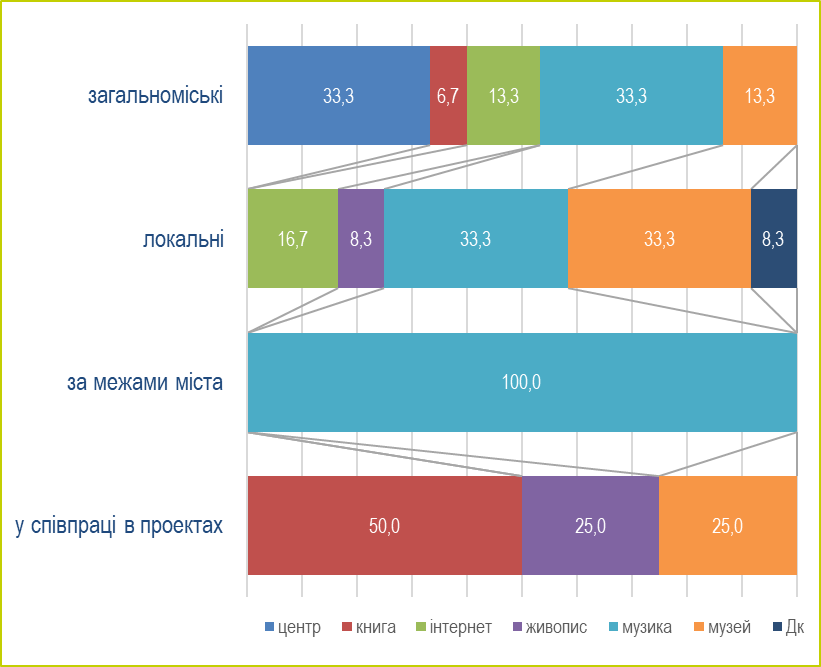 загальноміські
33,3
6,7
13,3
33,3
13,3
локальні
16,7
8,3
33,3
33,3
8,3
за межами міста
100,0
у співпраці в проектах
50,0
25,0
25,0
центр
книга
інтернет
живопис
музика
музей
Дк